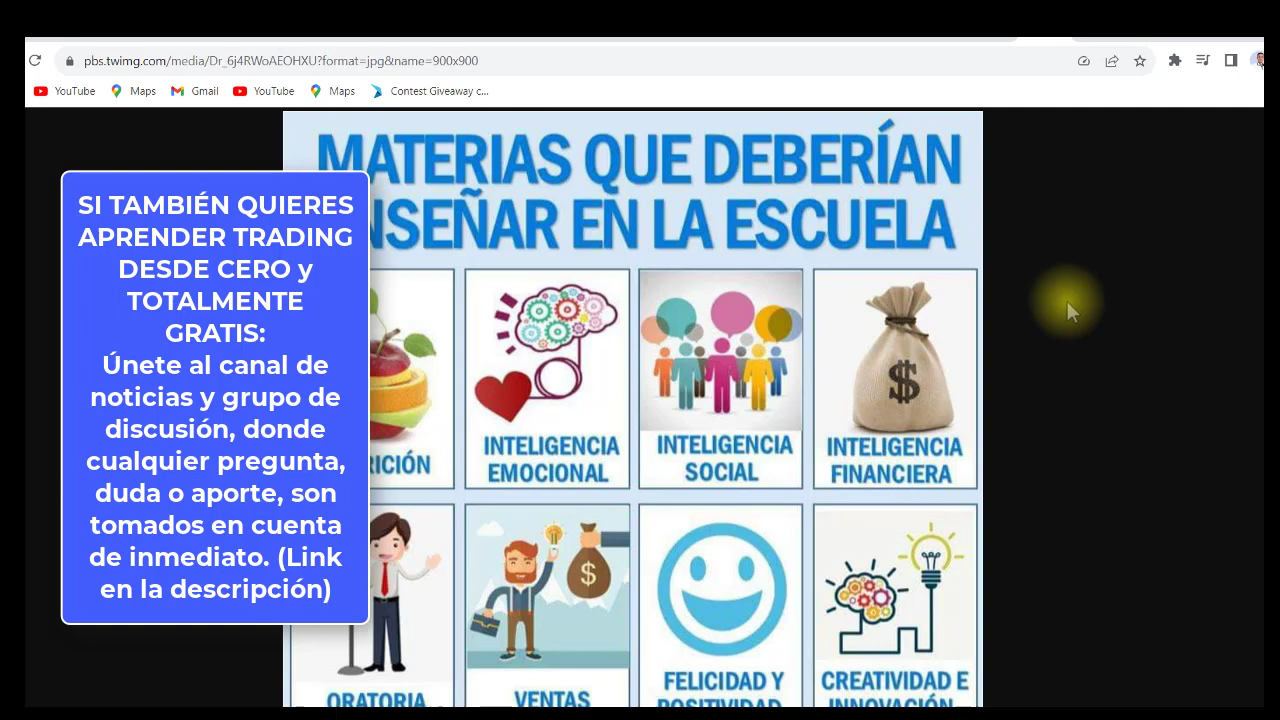 pbs.twimg.com/media/Dr_6j4RWoAEOHXU?format=jpg&name=900x900
YouTube Maps Gmail YouTube Maps Contest Giveaway c...
MATERIAS QUE DEBERÍAN
NSEÑAR EN LA ESCUELA
SI TAMBIÉN QUIERES
APRENDER TRADING
DESDE CERO y
TOTALMENTE
GRATIS:
Únete al canal de
noticias y grupo de
discusión, donde
cualquier pregunta,
duda o aporte, son
tomados en cuenta
de inmediato. (Link
en la descripción)
RICIÓN
INTELIGENCIA
EMOCIONAL
INTELIGENCIA
SOCIAL
$
INTELIGENCIA
FINANCIERA
ORATORIA
$
VENTAS
FELICIDAD Y
POSITIVIDAD
CREATIVIDAD E
INNOVACIÓN